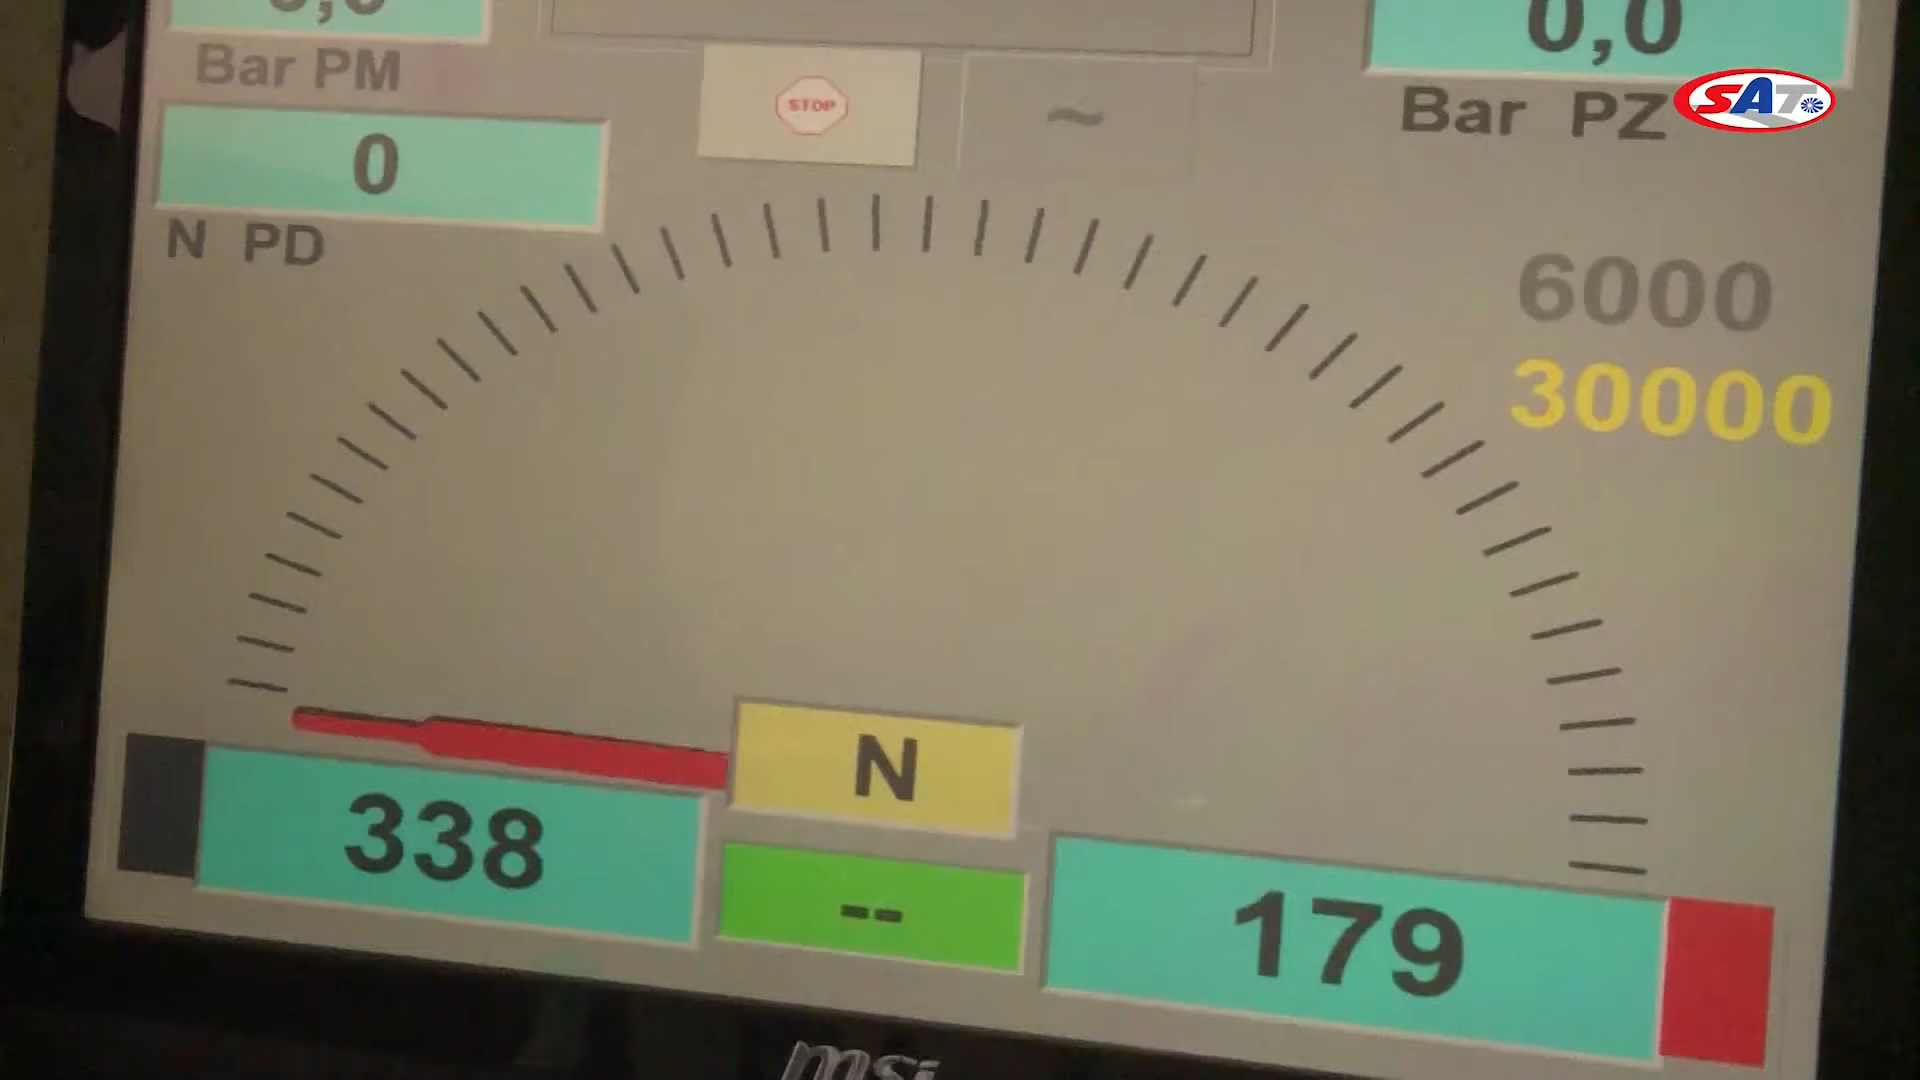 0,0
Bar PM
STOP
~
Bar PZ
SAT
0
N PD
6000
30000
N
338
--
179
msi